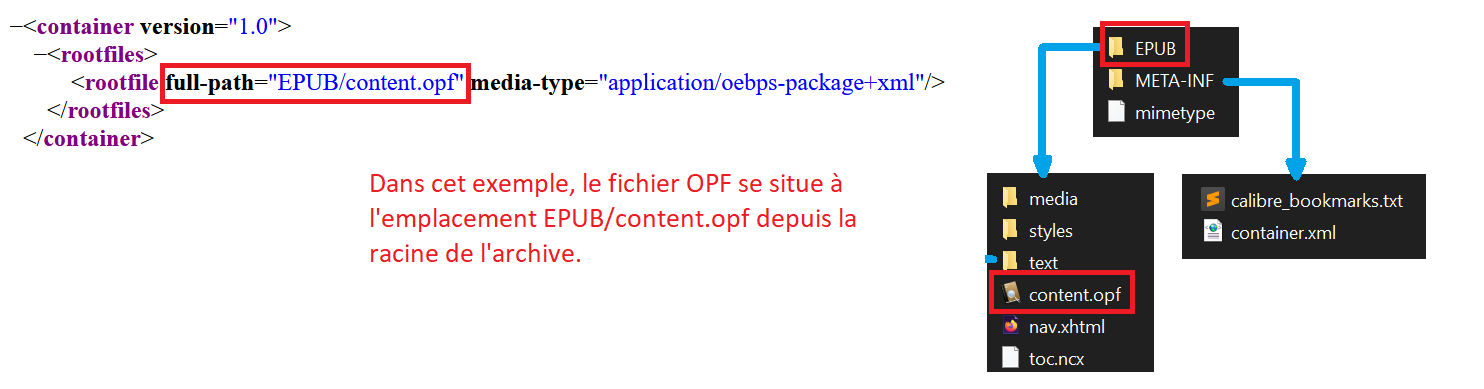 −<container version="1.0">
−<rootfiles>
<rootfile full-path="EPUB/content.opf" media-type="application/oebps-package+xml"/>
</rootfiles>
</container>
Dans cet exemple, le fichier OPF se situe à
l'emplacement EPUB/content.opf depuis la
racine de l'archive.
EPUB
META-INF
mimetype
media
styles
text
content.opf
nav.xhtml
toc.ncx
calibre_bookmarks.txt
container.xml